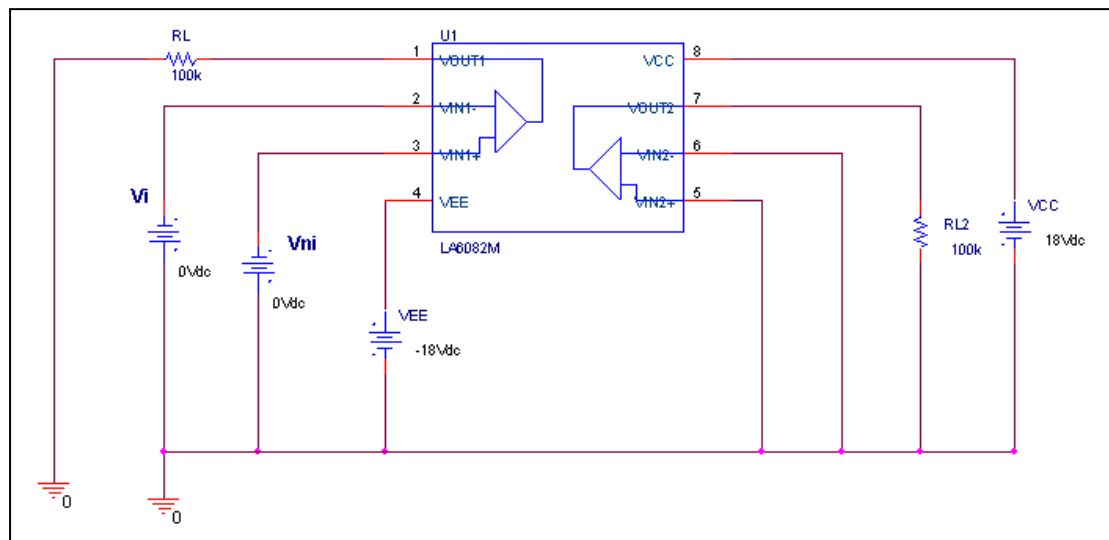 RL
100k
U1
1
VOUT1
2
VIN1-
3
VIN1+
4
VEE
VCC
8
VOUT2
7
VIN2-
6
VIN2+
5
LA6082M
Vi
0Vdc
Vni
0Vdc
VEE
-18Vdc
RL2
100k
VCC
18Vdc
0
0